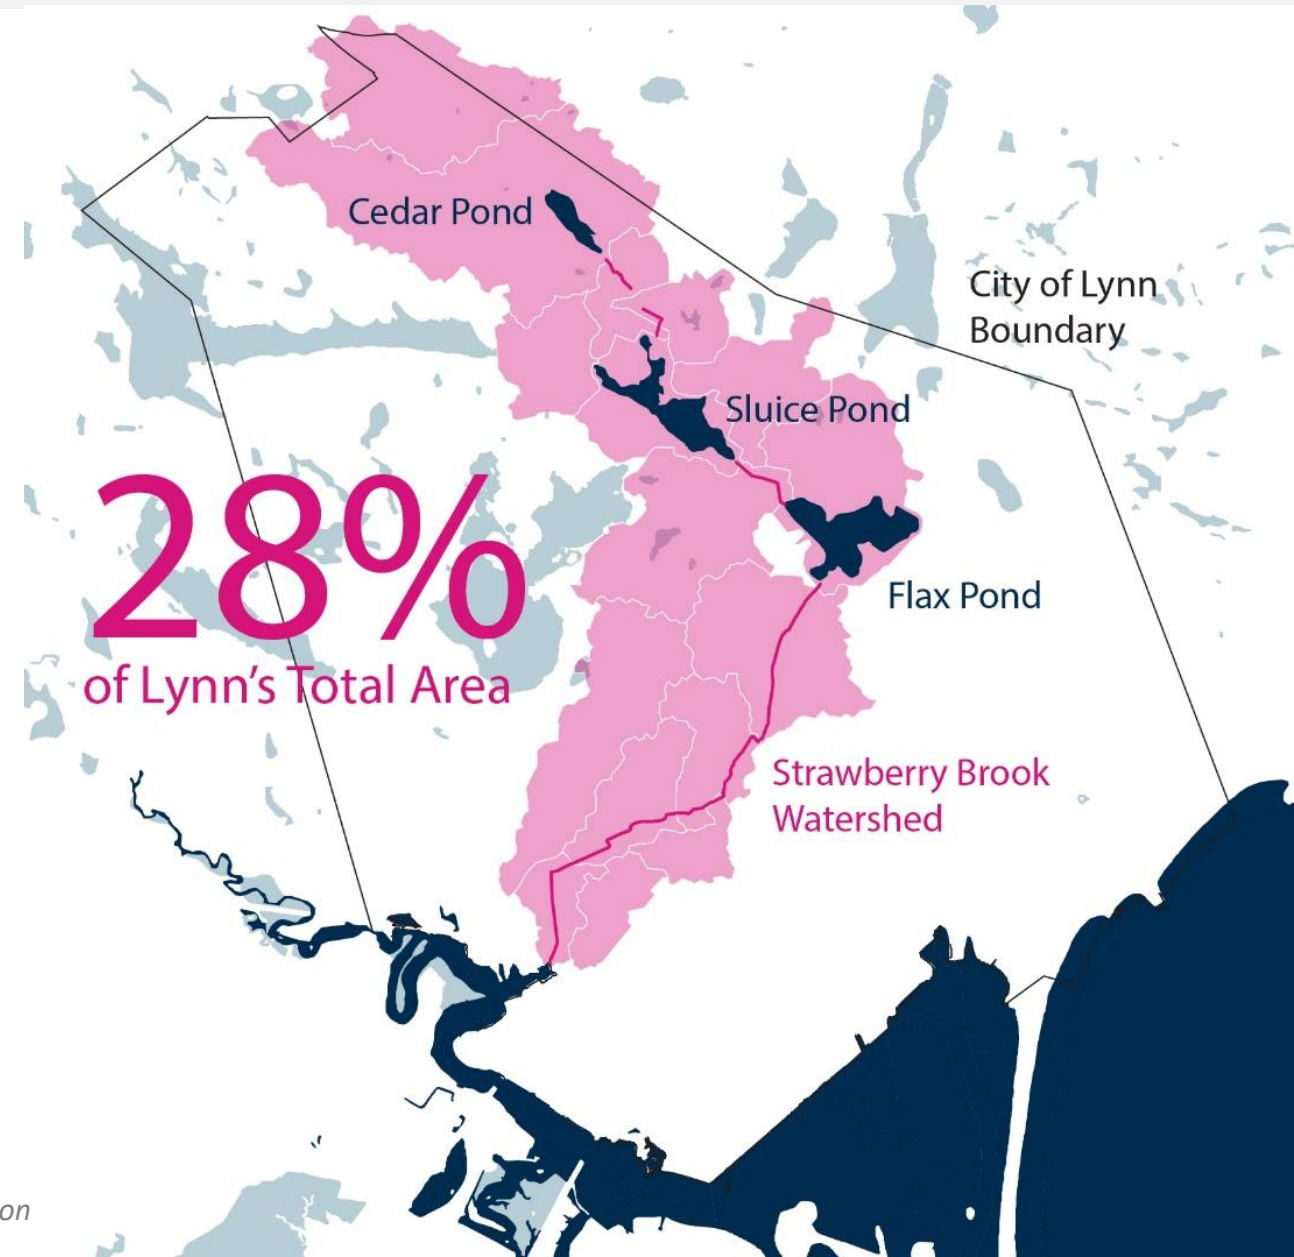 Cedar Pond
City of Lynn
Boundary
Sluice Pond
28%
of Lynn's Total Area
Flax Pond
Strawberry Brook
Watershed
on